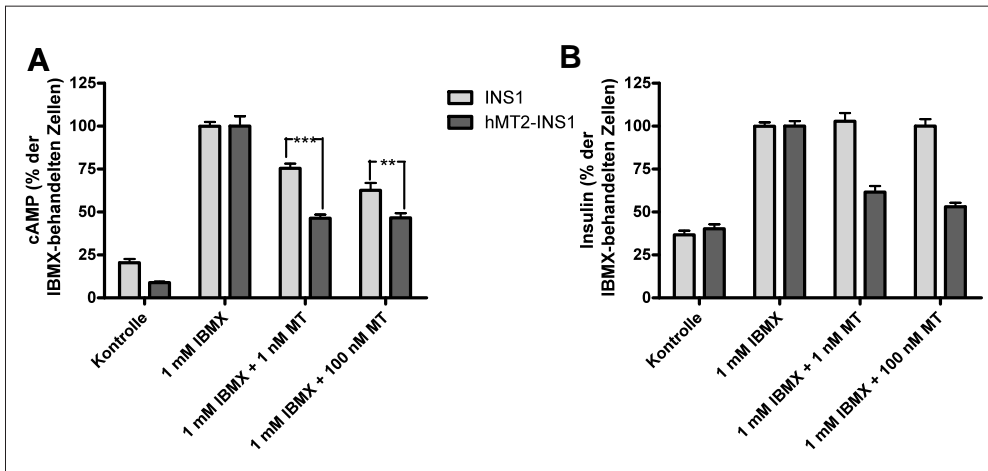 A
cAMP (% der
IBMX-behandelten Zellen)
125
100
75
50
25
0
***
**
Kontrolle
1 mM IBMX
1 mM IBMX + 1 nM MT
1 mM IBMX + 100 nM MT
INS1
hMT2-INS1
B
Insulin (% der
IBMX-behandelten Zellen)
125
100
75
50
25
0
Kontrolle
1 mM IBMX
1 mM IBMX + 1 nM MT
1 mM IBMX + 100 nM MT